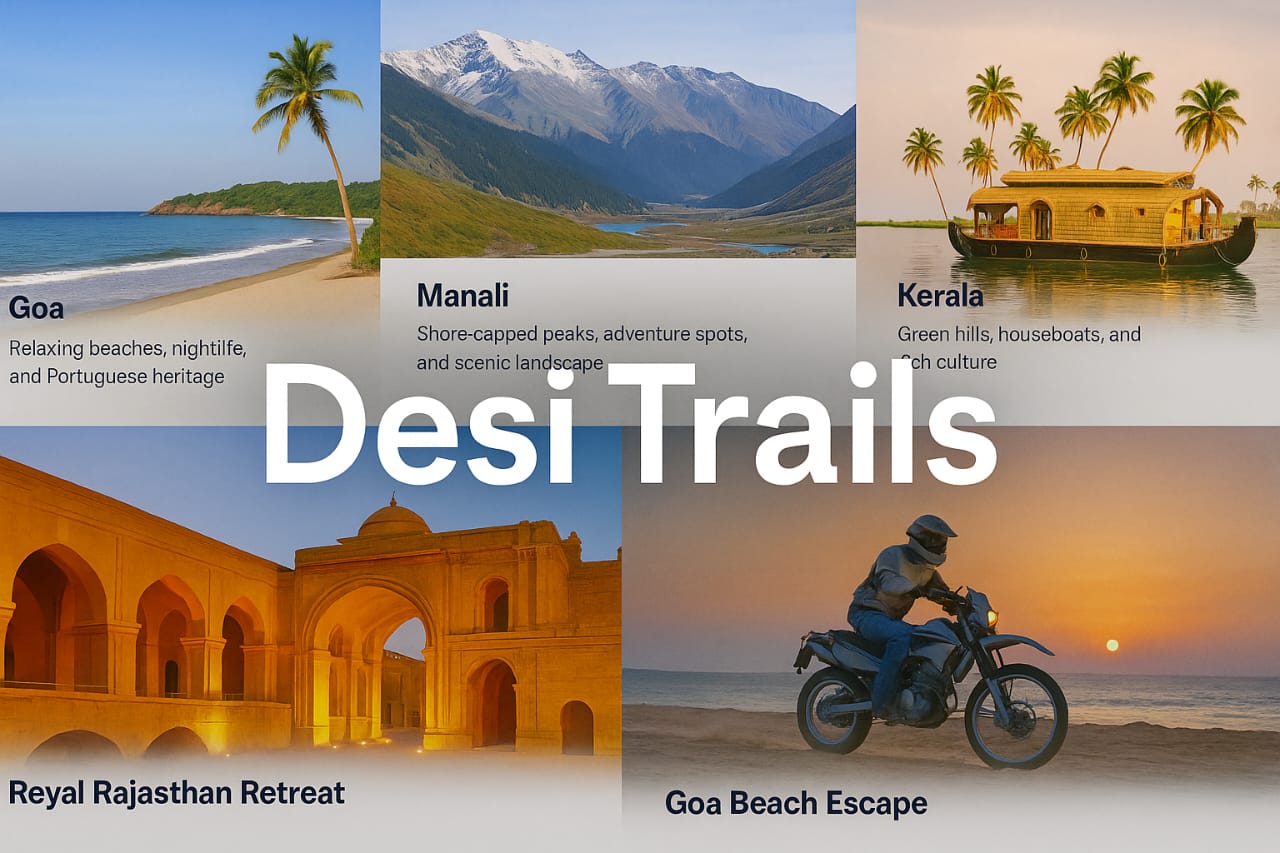 Goa
Relaxing beaches, nightilfe,
and Portuguese heritage
Manali
Shore-capped peaks, adventure spots,
and scenic landscape
Kerala
Green hills, houseboats, and
ch culture
Desi Trails
Reyal Rajasthan Retreat
Goa Beach Escape